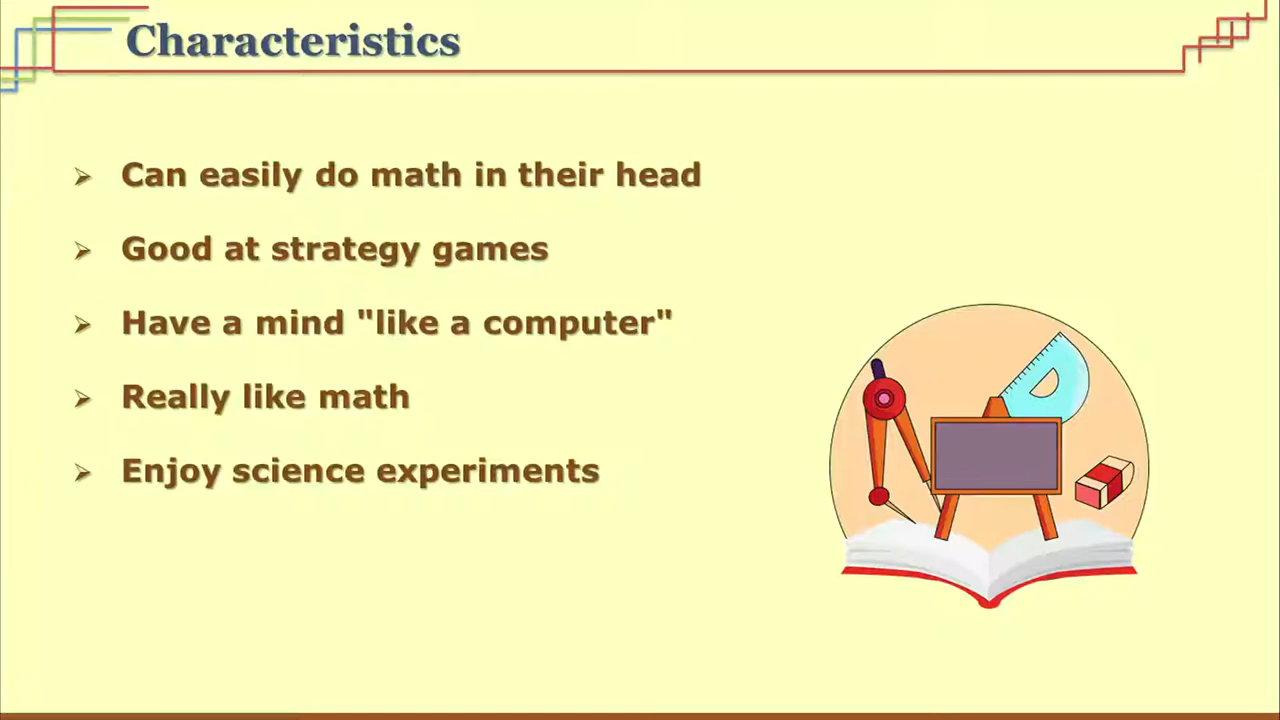 Characteristics
Can easily do math in their head
Good at strategy games
Have a mind "like a computer"
Really like math
Enjoy science experiments